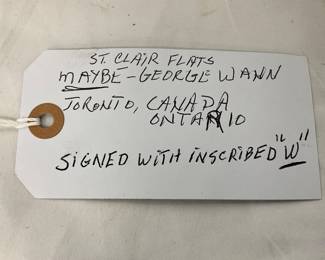 ST. CLAIR FLATS
MAYBE - GEORGE WANN
TORONTO, CANADA
ONTARIO
SIGNED WITH INSCRIBED "W"